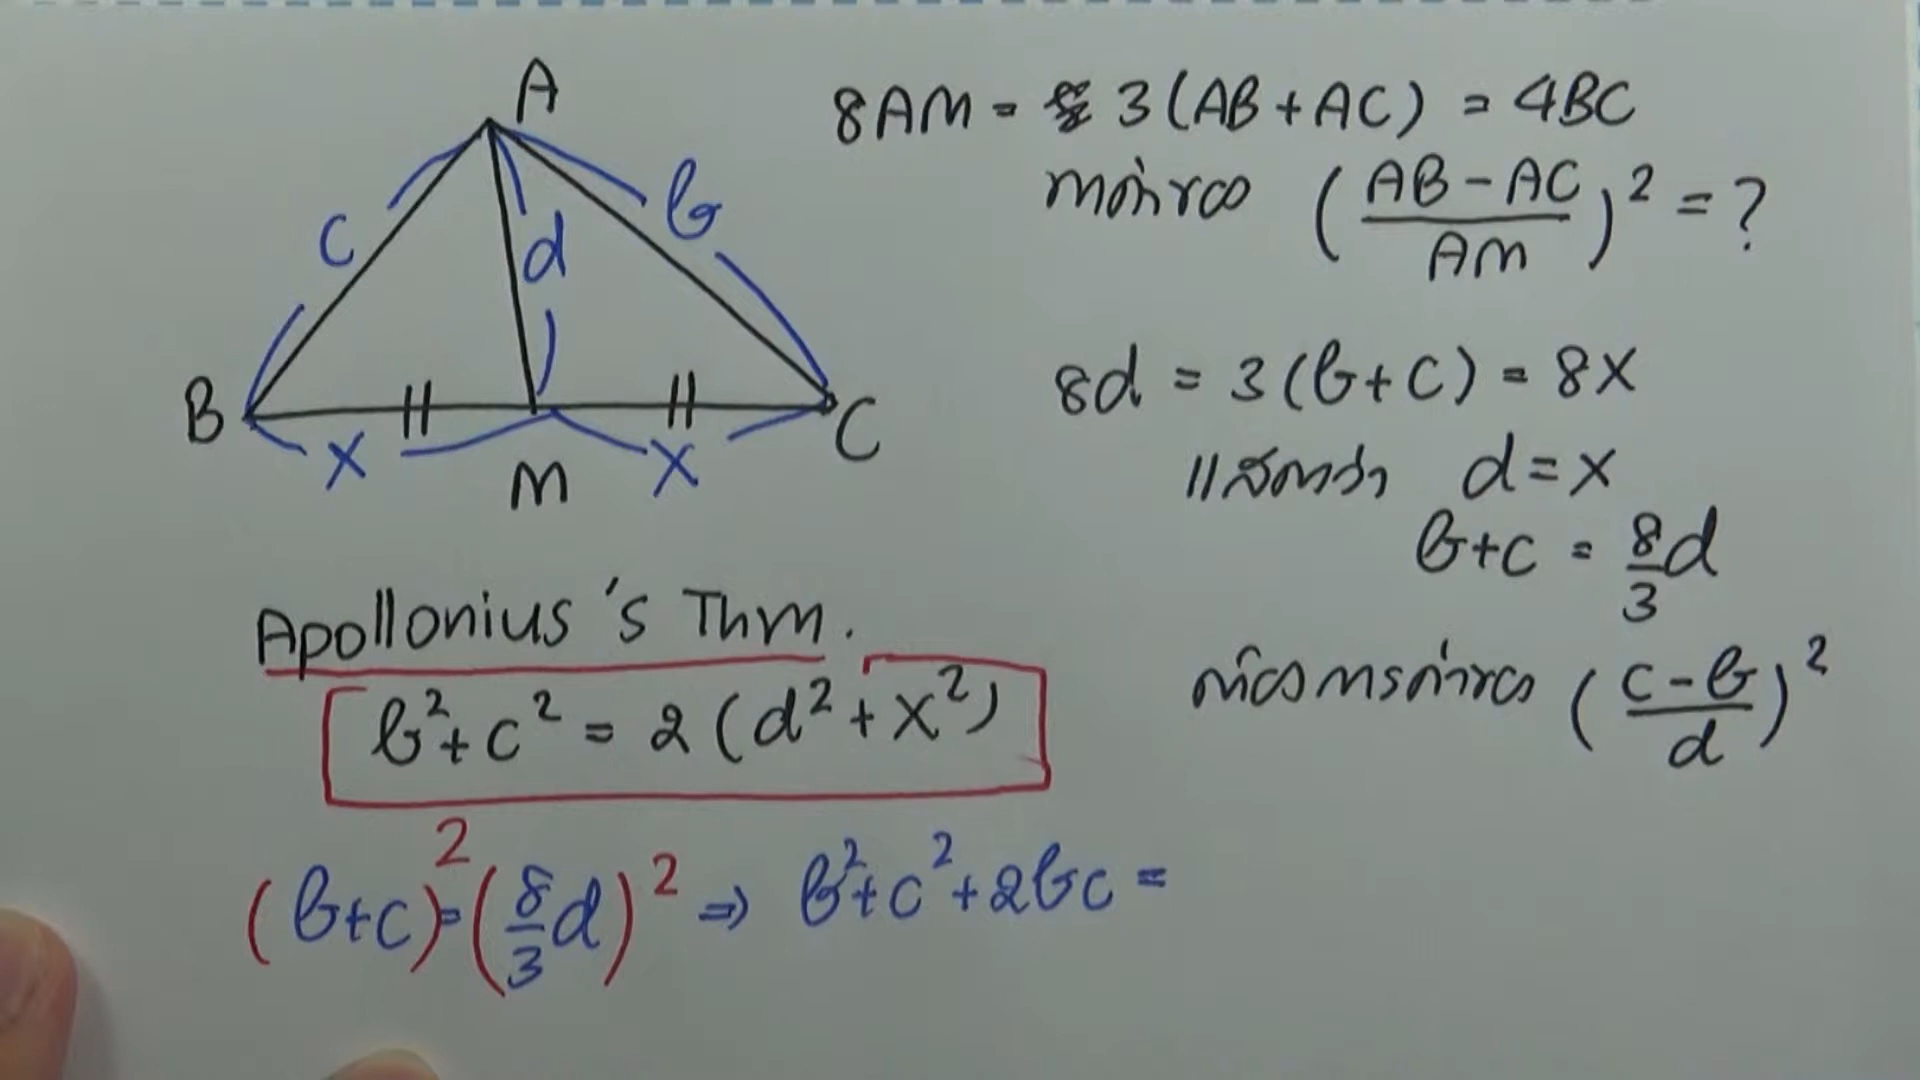 A
8AM = 3(AB+AC) = 4BC
หาค่าของ (AB-AC/AM)² = ?
c d b
8d = 3(b+c) = 8x
B x M x C
แสดงว่า d=x
b+c = 8/3 d
Apollonius's Thm.
ต้องการค่าของ (c-b/d)²
b²+c² = 2(d²+x²)
(b+c)²=(8/3 d)² ⇒ b²+c²+2bc =